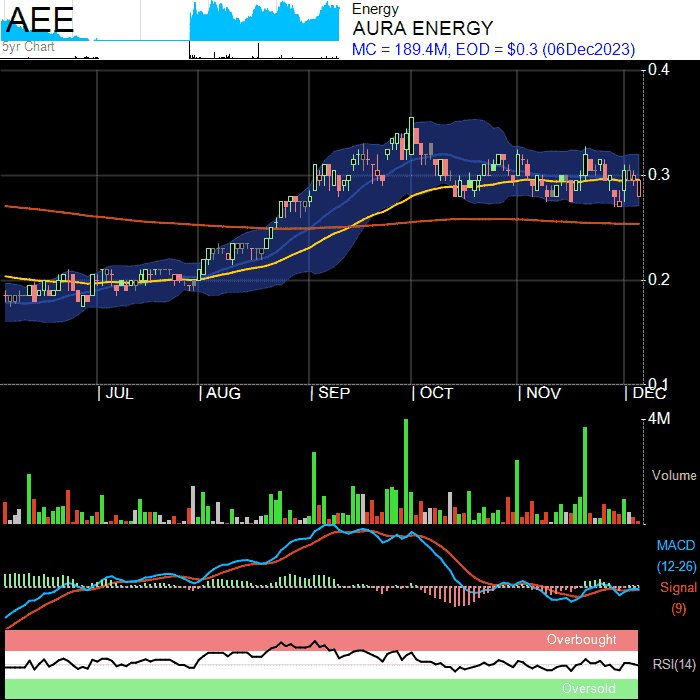 AEE
5yr Chart
Energy
AURA ENERGY
MC = 189.4M, EOD = $0.3 (06Dec2023)
0.4
0.3
0.2
0.1
| JUL | AUG | SEP | OCT | NOV | DEC
4M
Volume
MACD
(12-26)
Signal
(9)
Overbought
RSI(14)
Oversold